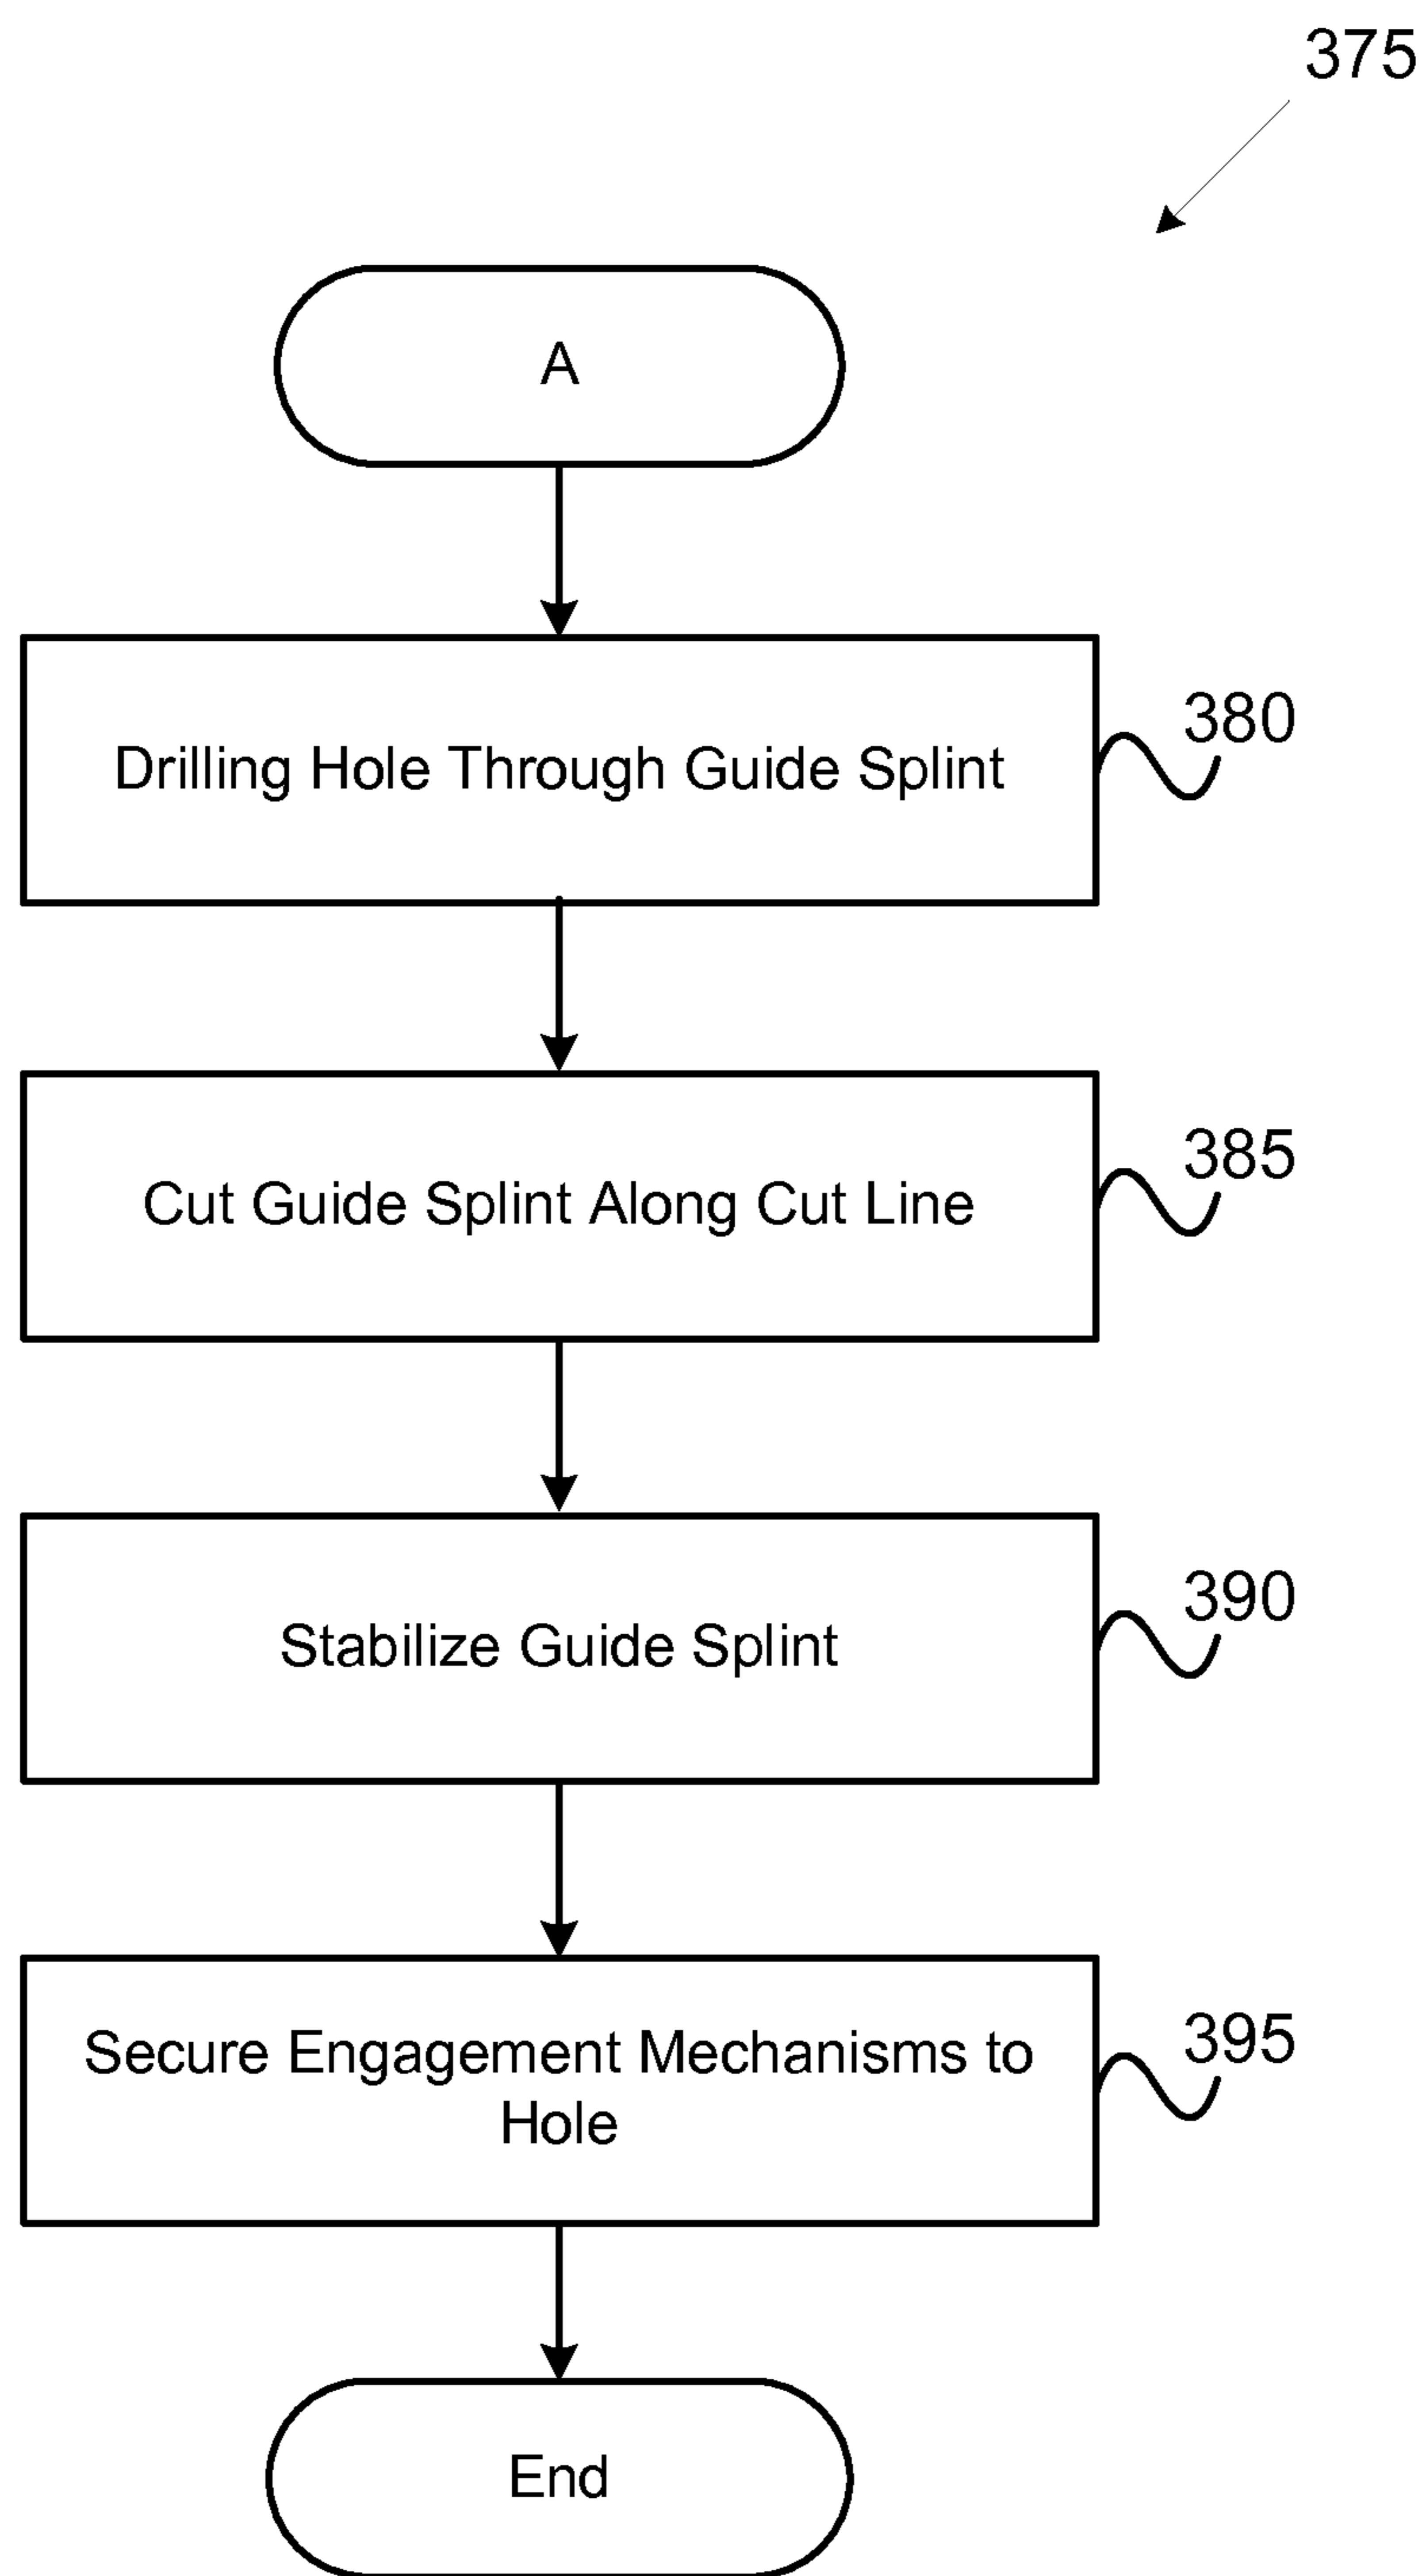 375
A
Drilling Hole Through Guide Splint
380
Cut Guide Splint Along Cut Line
385
Stabilize Guide Splint
390
Secure Engagement Mechanisms to
Hole
395
End